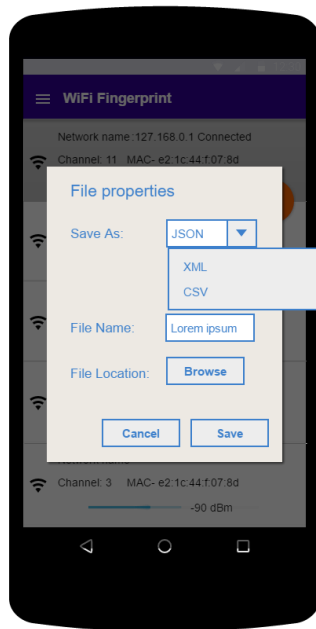 WiFi Fingerprint
Network name:127.168.0.1 Connected
Channel: 11 MAC- e2:1c:44:f:07:8d
File properties
Save As: JSON
XML
CSV
File Name: Lorem ipsum
File Location: Browse
Cancel Save
Channel: 3 MAC- e2:1c:44:f:07:8d
-90 dBm